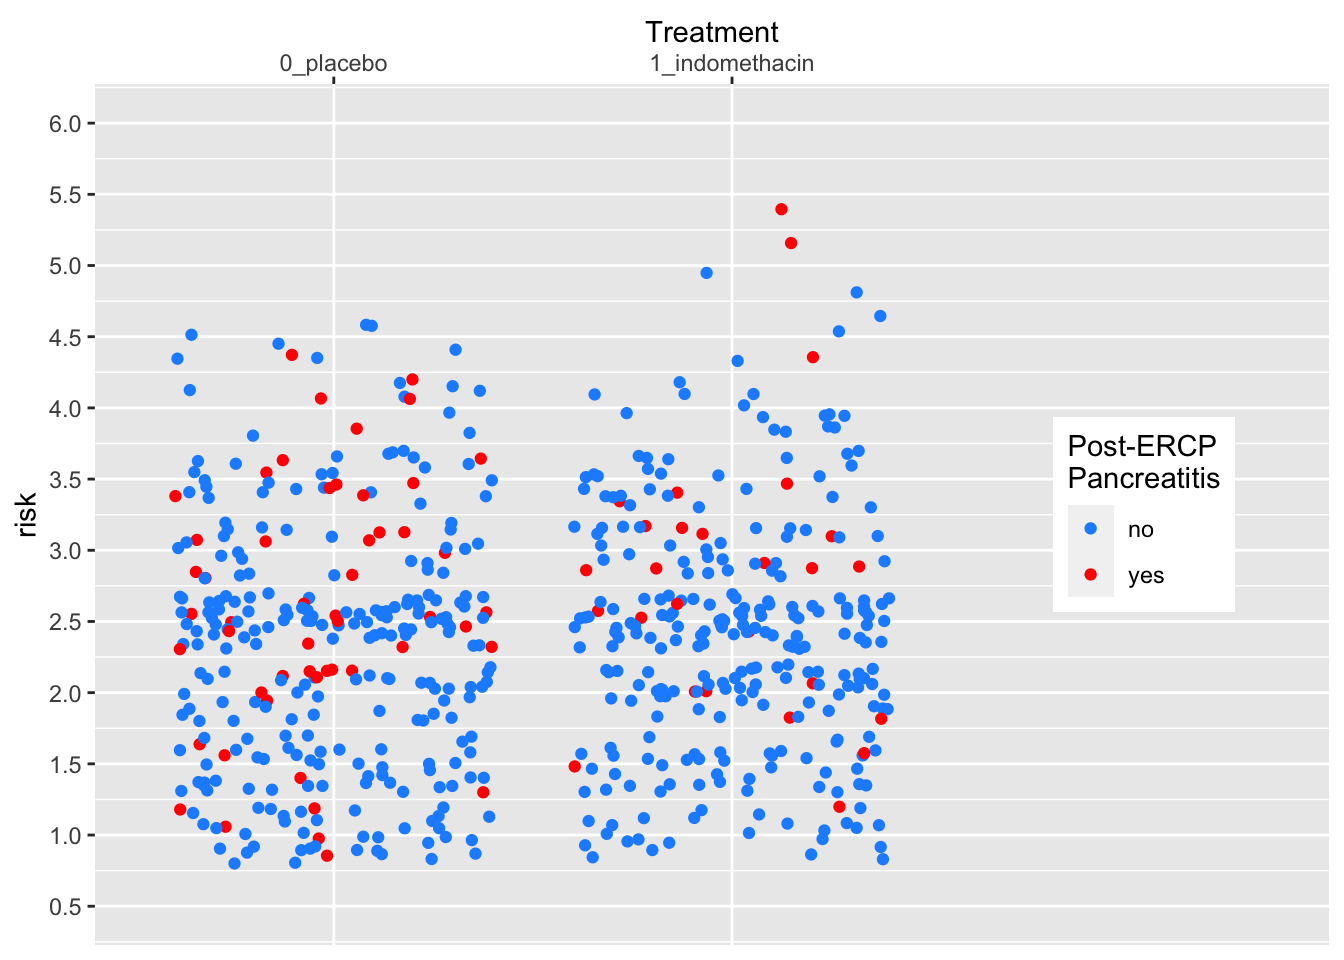 Treatment
0_placebo 1_indomethacin
6.0
5.5
5.0
4.5
4.0
3.5
3.0
2.5
2.0
1.5
1.0
0.5
risk
Post-ERCP
Pancreatitis
no
yes